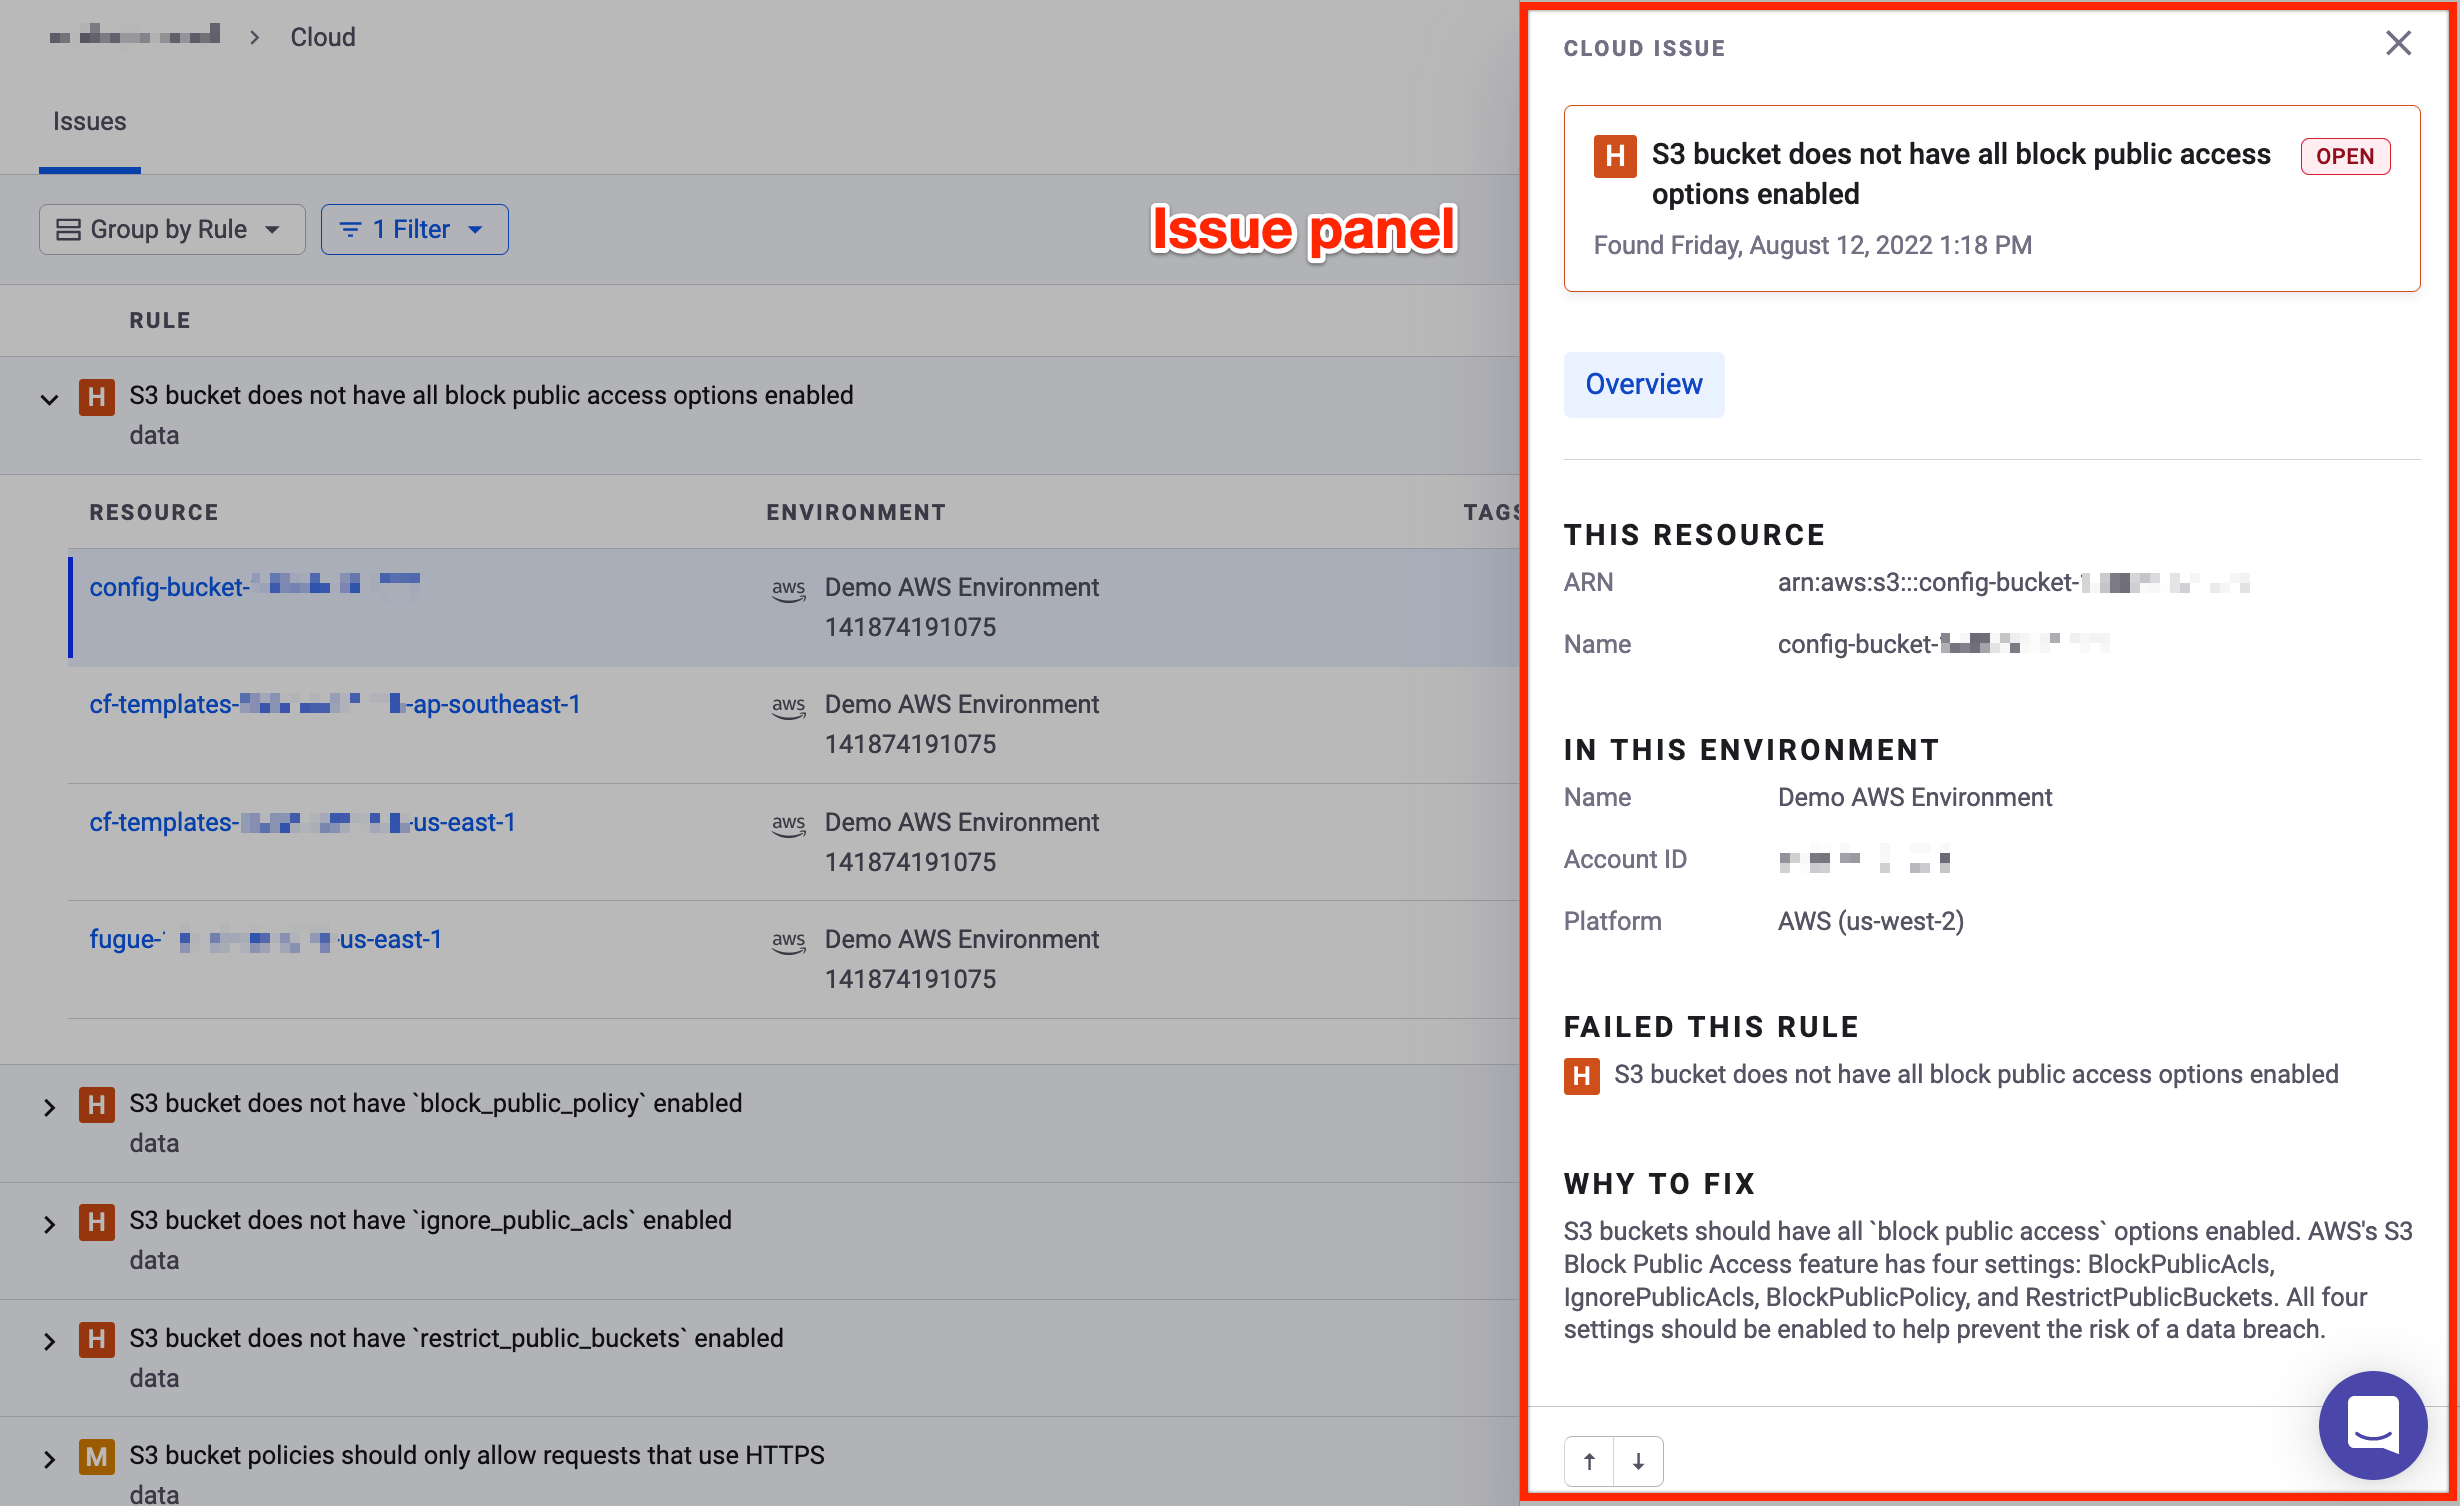 Cloud
Issues
Group by Rule
1 Filter
Issue panel
RULE
H S3 bucket does not have all block public access options enabled
data
RESOURCE ENVIRONMENT TAGS
config-bucket- aws Demo AWS Environment
141874191075
cf-templates- -ap-southeast-1 aws Demo AWS Environment
141874191075
cf-templates- -us-east-1 aws Demo AWS Environment
141874191075
fugue- -us-east-1 aws Demo AWS Environment
141874191075
H S3 bucket does not have `block_public_policy` enabled
data
H S3 bucket does not have `ignore_public_acls` enabled
data
H S3 bucket does not have `restrict_public_buckets` enabled
data
M S3 bucket policies should only allow requests that use HTTPS
data
CLOUD ISSUE
H S3 bucket does not have all block public access OPEN
options enabled
Found Friday, August 12, 2022 1:18 PM
Overview
THIS RESOURCE
ARN arn:aws:s3:::config-bucket-
Name config-bucket-
IN THIS ENVIRONMENT
Name Demo AWS Environment
Account ID
Platform AWS (us-west-2)
FAILED THIS RULE
H S3 bucket does not have all block public access options enabled
WHY TO FIX
S3 buckets should have all `block public access` options enabled. AWS's S3
Block Public Access feature has four settings: BlockPublicAcls,
IgnorePublicAcls, BlockPublicPolicy, and RestrictPublicBuckets. All four
settings should be enabled to help prevent the risk of a data breach.